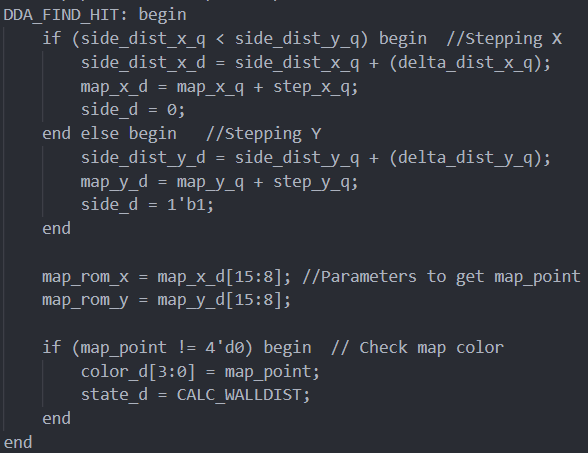 DDA_FIND_HIT: begin
    if (side_dist_x_q < side_dist_y_q) begin  //Stepping X
        side_dist_x_d = side_dist_x_q + (delta_dist_x_q);
        map_x_d = map_x_q + step_x_q;
        side_d = 0;
    end else begin   //Stepping Y
        side_dist_y_d = side_dist_y_q + (delta_dist_y_q);
        map_y_d = map_y_q + step_y_q;
        side_d = 1'b1;
    end

    map_rom_x = map_x_d[15:8]; //Parameters to get map_point
    map_rom_y = map_y_d[15:8];

    if (map_point != 4'd0) begin  // Check map color
        color_d[3:0] = map_point;
        state_d = CALC_WALLDIST;
    end
end